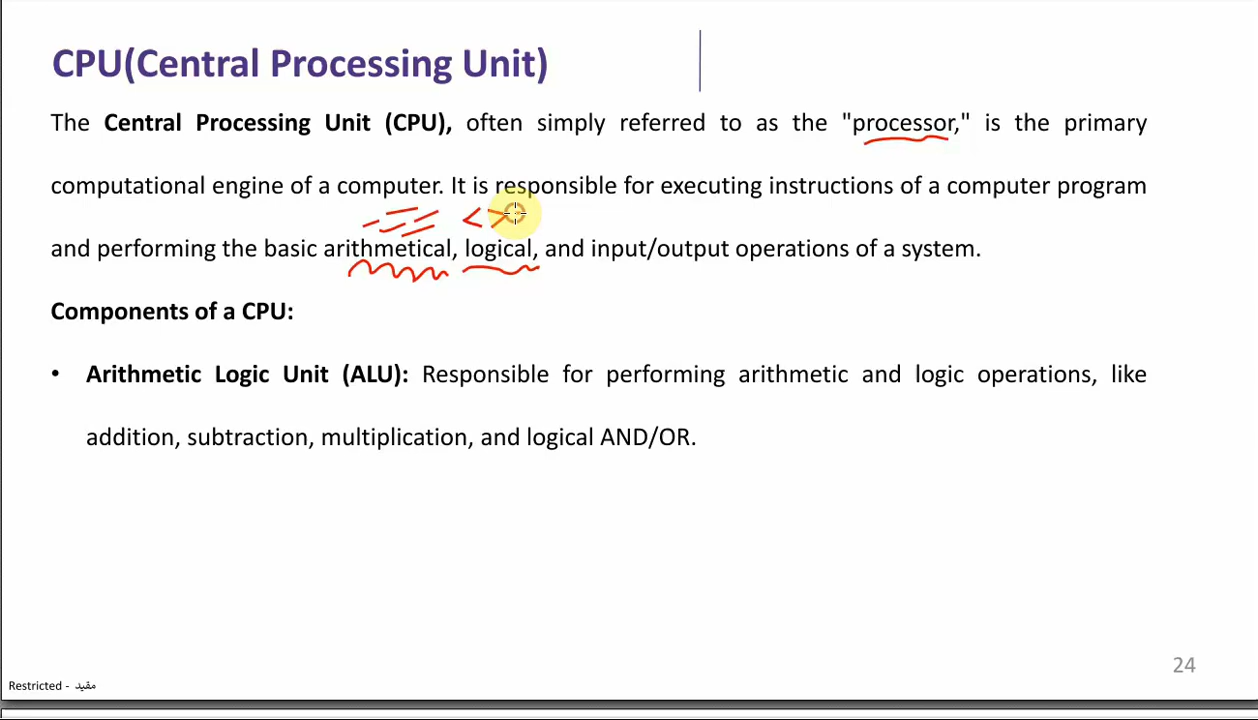 CPU(Central Processing Unit)
The Central Processing Unit (CPU), often simply referred to as the "processor," is the primary
computational engine of a computer. It is responsible for executing instructions of a computer program
< >
and performing the basic arithmetical, logical, and input/output operations of a system.
Components of a CPU:
• Arithmetic Logic Unit (ALU): Responsible for performing arithmetic and logic operations, like
addition, subtraction, multiplication, and logical AND/OR.
24
Restricted - مقيد